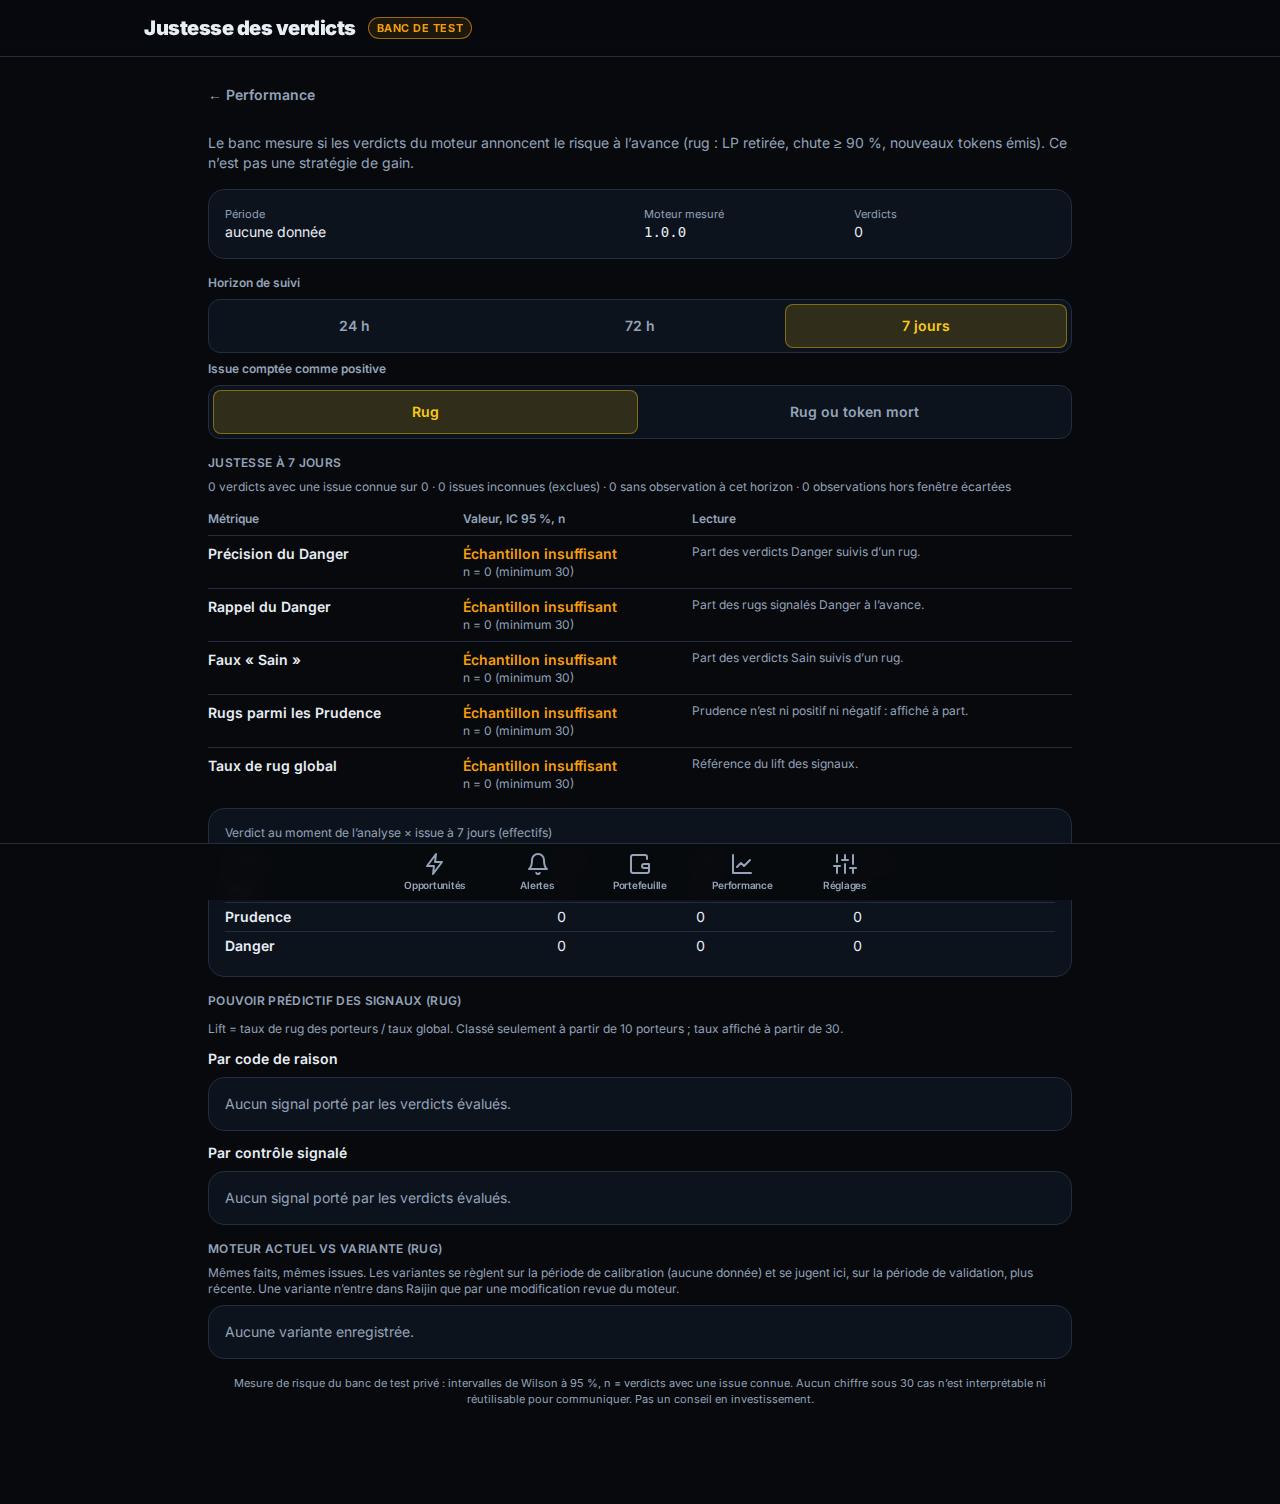 Justesse des verdicts BANC DE TEST
← Performance
Le banc mesure si les verdicts du moteur annoncent le risque à l’avance (rug : LP retirée, chute ≥ 90 %, nouveaux tokens émis). Ce
n’est pas une stratégie de gain.
Période Moteur mesuré Verdicts
aucune donnée 1.0.0 0
Horizon de suivi
24 h 72 h 7 jours
Issue comptée comme positive
Rug Rug ou token mort
JUSTESSE À 7 JOURS
0 verdicts avec une issue connue sur 0 · 0 issues inconnues (exclues) · 0 sans observation à cet horizon · 0 observations hors fenêtre écartées
Métrique Valeur, IC 95 %, n Lecture
Précision du Danger Échantillon insuffisant Part des verdicts Danger suivis d’un rug.
n = 0 (minimum 30)
Rappel du Danger Échantillon insuffisant Part des rugs signalés Danger à l’avance.
n = 0 (minimum 30)
Faux « Sain » Échantillon insuffisant Part des verdicts Sain suivis d’un rug.
n = 0 (minimum 30)
Rugs parmi les Prudence Échantillon insuffisant Prudence n’est ni positif ni négatif : affiché à part.
n = 0 (minimum 30)
Taux de rug global Échantillon insuffisant Référence du lift des signaux.
n = 0 (minimum 30)
Verdict au moment de l’analyse × issue à 7 jours (effectifs)
Opportunités Alertes Portefeuille Performance Réglages
Prudence 0 0 0
Danger 0 0 0
POUVOIR PRÉDICTIF DES SIGNAUX (RUG)
Lift = taux de rug des porteurs / taux global. Classé seulement à partir de 10 porteurs ; taux affiché à partir de 30.
Par code de raison
Aucun signal porté par les verdicts évalués.
Par contrôle signalé
Aucun signal porté par les verdicts évalués.
MOTEUR ACTUEL VS VARIANTE (RUG)
Mêmes faits, mêmes issues. Les variantes se règlent sur la période de calibration (aucune donnée) et se jugent ici, sur la période de validation, plus
récente. Une variante n’entre dans Raijin que par une modification revue du moteur.
Aucune variante enregistrée.
Mesure de risque du banc de test privé : intervalles de Wilson à 95 %, n = verdicts avec une issue connue. Aucun chiffre sous 30 cas n’est interprétable ni
réutilisable pour communiquer. Pas un conseil en investissement.